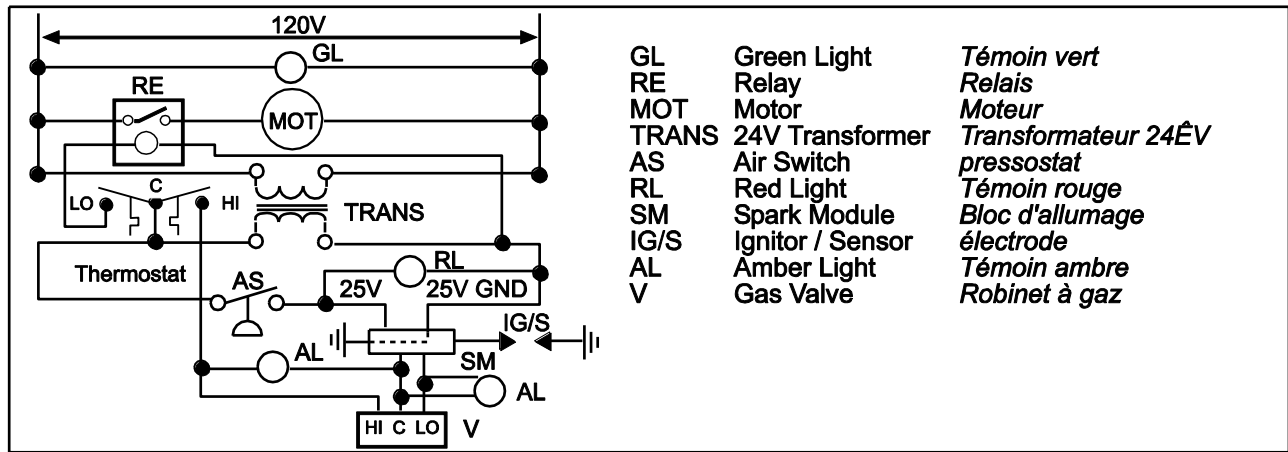 120V
GL
RE
MOT
C
LO
HI
TRANS
Thermostat
AS
RL
25V
25V GND
IG/S
AL
SM
AL
HI C LO
V
GL Green Light Témoin vert
RE Relay Relais
MOT Motor Moteur
TRANS 24V Transformer Transformateur 24ÊV
AS Air Switch pressostat
RL Red Light Témoin rouge
SM Spark Module Bloc d'allumage
IG/S Ignitor / Sensor électrode
AL Amber Light Témoin ambre
V Gas Valve Robinet à gaz